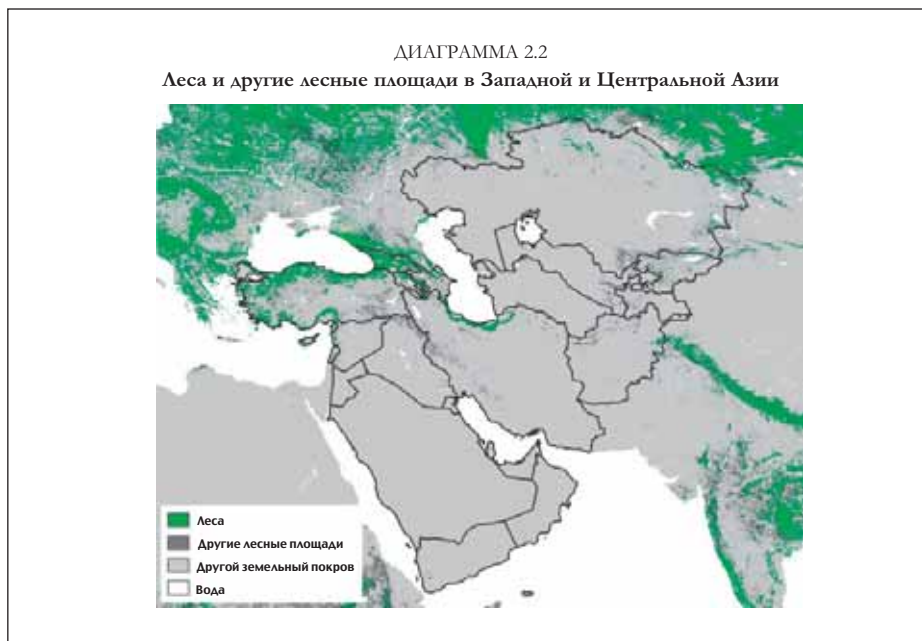 ДИАГРАММА 2.2
Леса и другие лесные площади в Западной и Центральной Азии
Леса
Другие лесные площади
Другой земельный покров
Вода